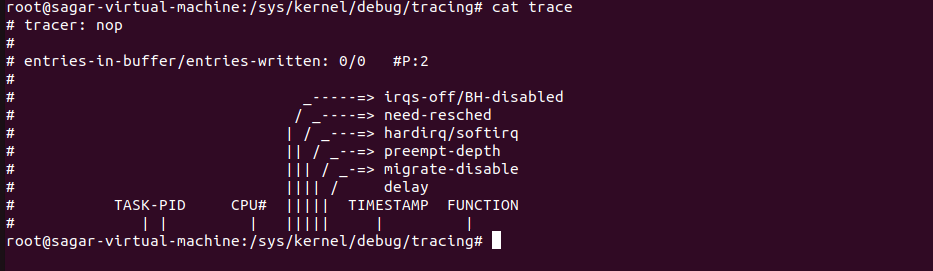 root@sagar-virtual-machine:/sys/kernel/debug/tracing# cat trace
# tracer: nop
#
# entries-in-buffer/entries-written: 0/0   #P:2
#
#                                _-----=> irqs-off/BH-disabled
#                               / _----=> need-resched
#                              | / _---=> hardirq/softirq
#                              || / _--=> preempt-depth
#                              ||| / _-=> migrate-disable
#                              |||| /     delay
#           TASK-PID     CPU#  |||||  TIMESTAMP  FUNCTION
#              | |         |   |||||     |         |
root@sagar-virtual-machine:/sys/kernel/debug/tracing#